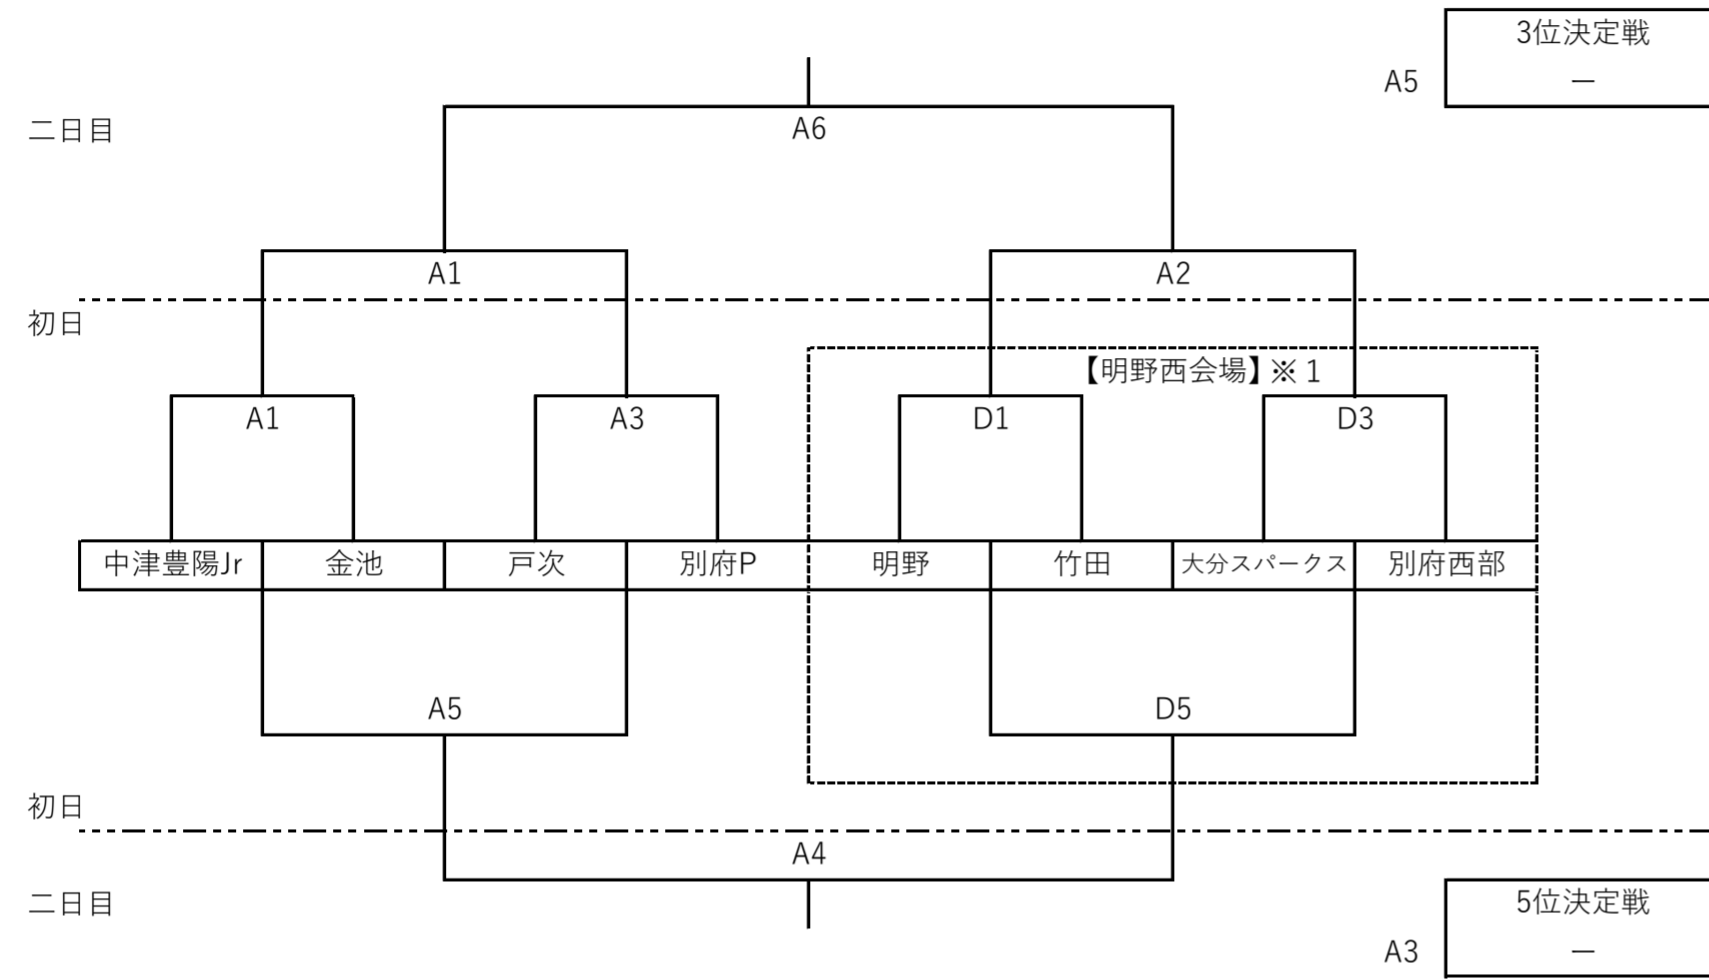 3位決定戦
A5 ー
二日目
A6
A1 A2
初日
【明野西会場】※１
A1 A3 D1 D3
中津豊陽Jr 金池 戸次 別府P 明野 竹田 大分スパークス 別府西部
A5 D5
初日
A4
二日目
5位決定戦
A3 ー